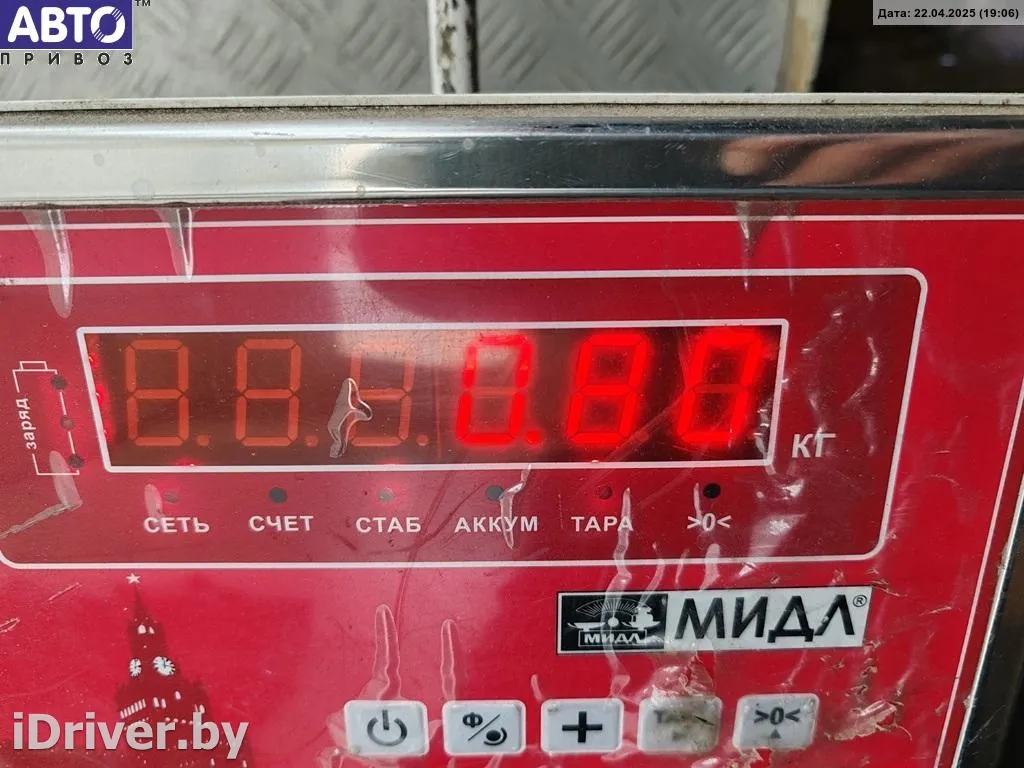 АВТО™
ПРИВОЗ
Дата: 22.04.2025 (19:06)
заряд
0.80
КГ
СЕТЬ СЧЕТ СТАБ АККУМ ТАРА >0<
МИДЛ МИДЛ®
Ф/ + >0<
iDriver.by